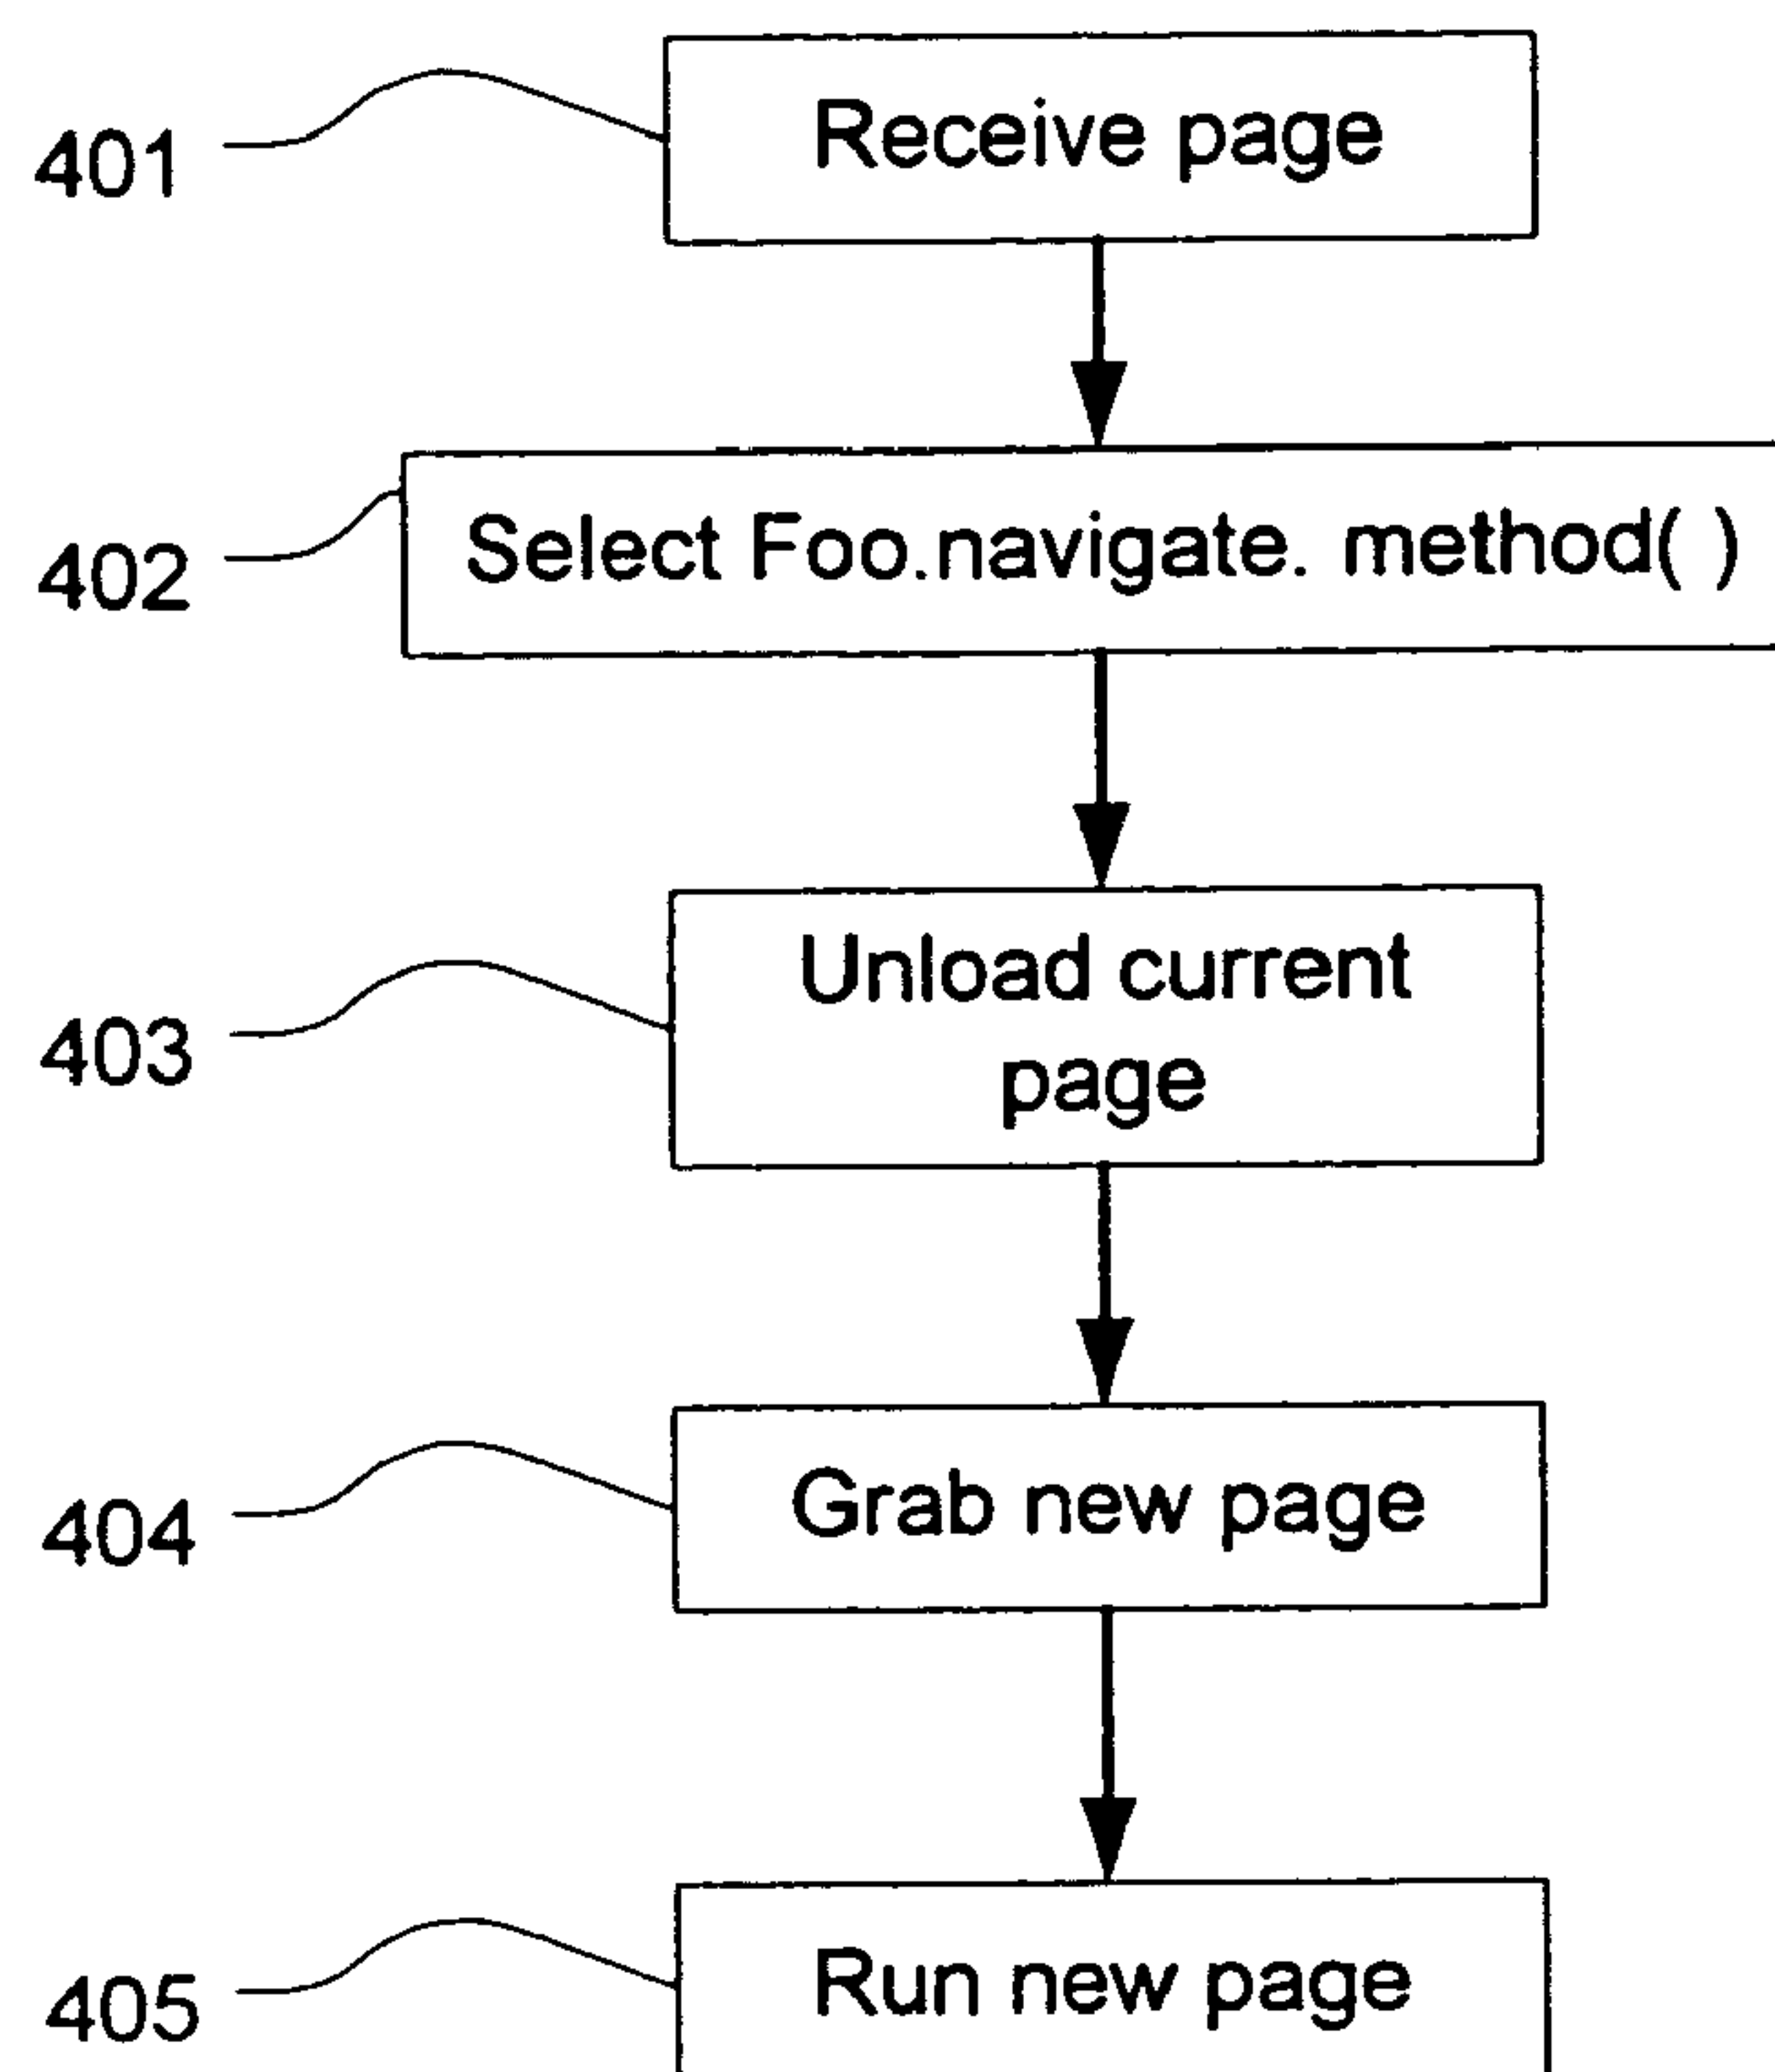 401 Receive page
402 Select Foo.navigate. method( )
403 Unload current
page
404 Grab new page
405 Run new page